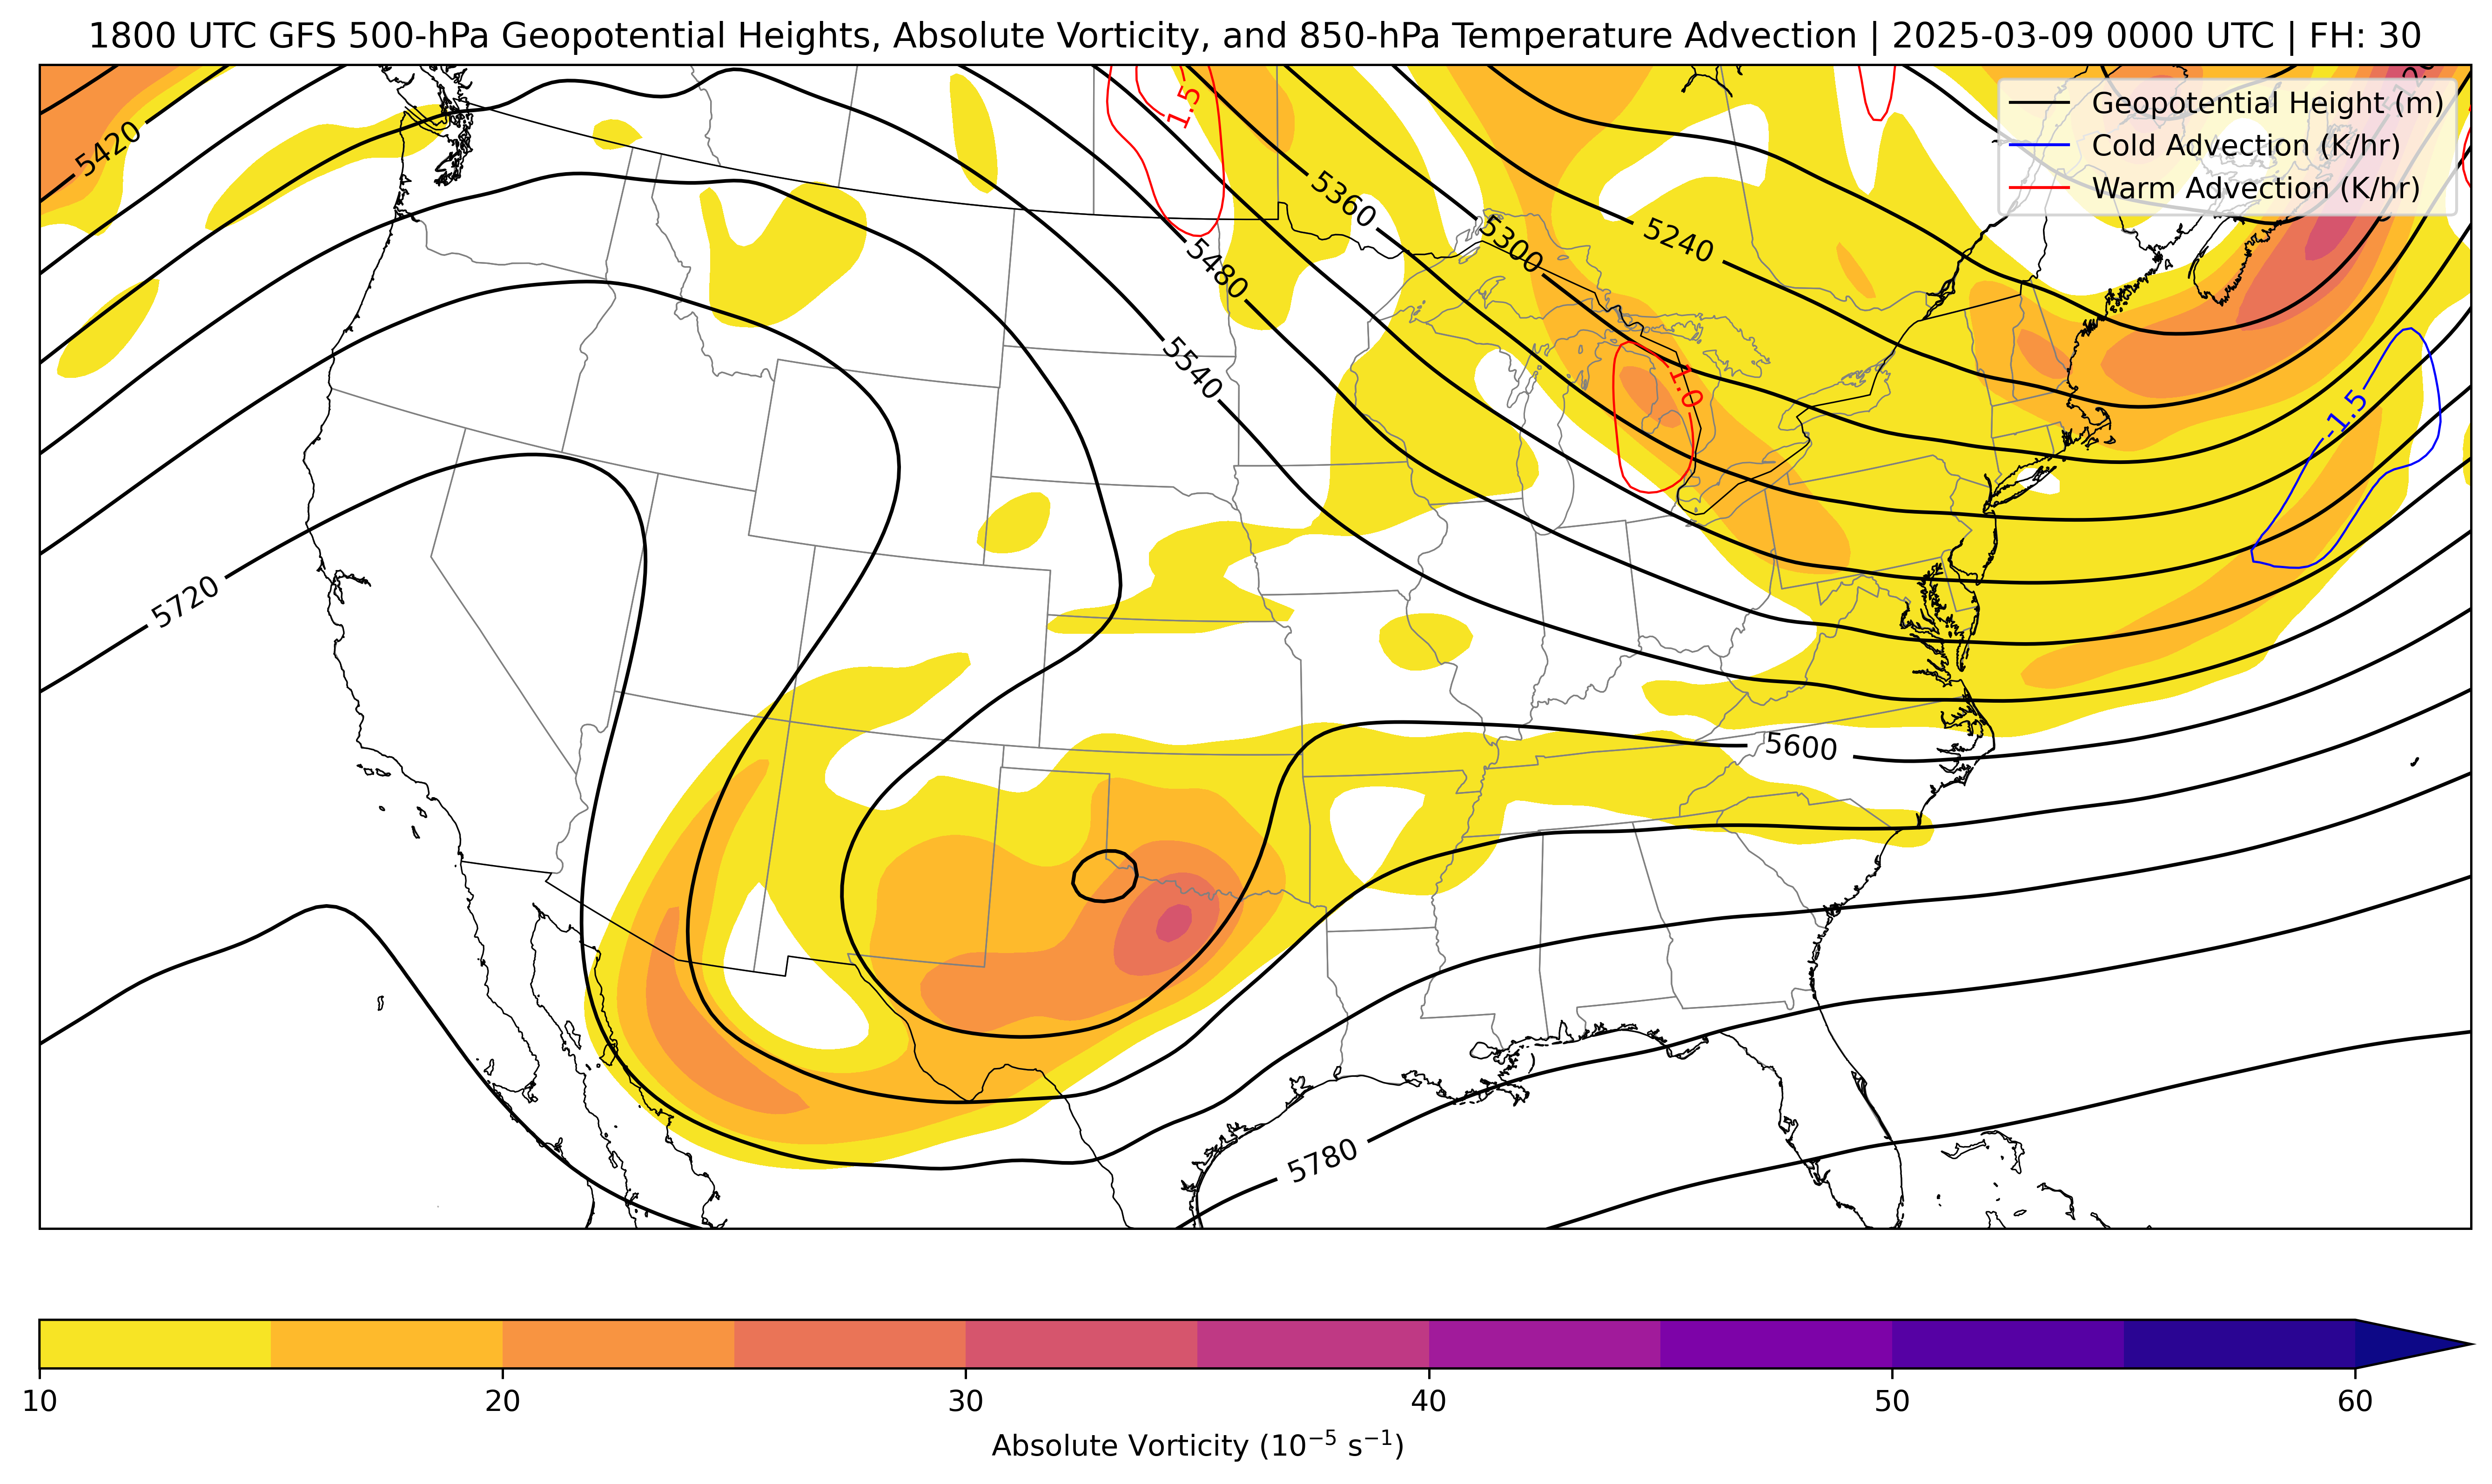 1800 UTC GFS 500-hPa Geopotential Heights, Absolute Vorticity, and 850-hPa Temperature Advection | 2025-03-09 0000 UTC | FH: 30
Geopotential Height (m)
Cold Advection (K/hr)
Warm Advection (K/hr)
5420
1.5
5360
5300
5240
5480
5540
1.0
-1.5
5720
5600
5780
10 20 30 40 50 60
Absolute Vorticity (10⁻⁵ s⁻¹)